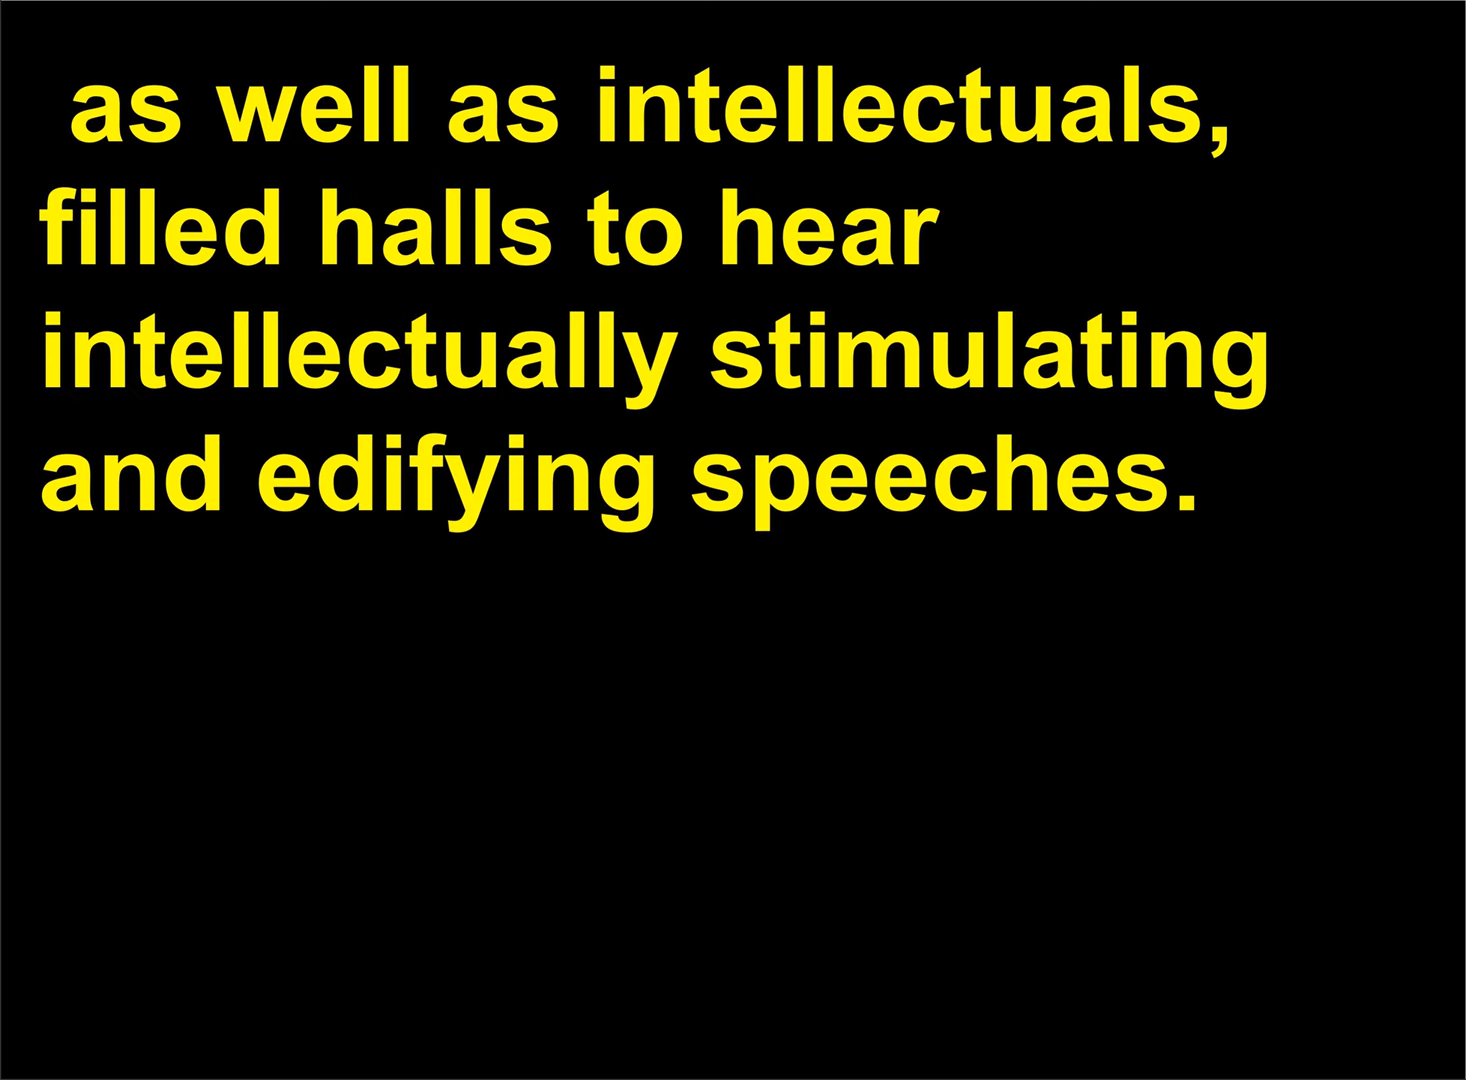 as well as intellectuals,
filled halls to hear
intellectually stimulating
and edifying speeches.